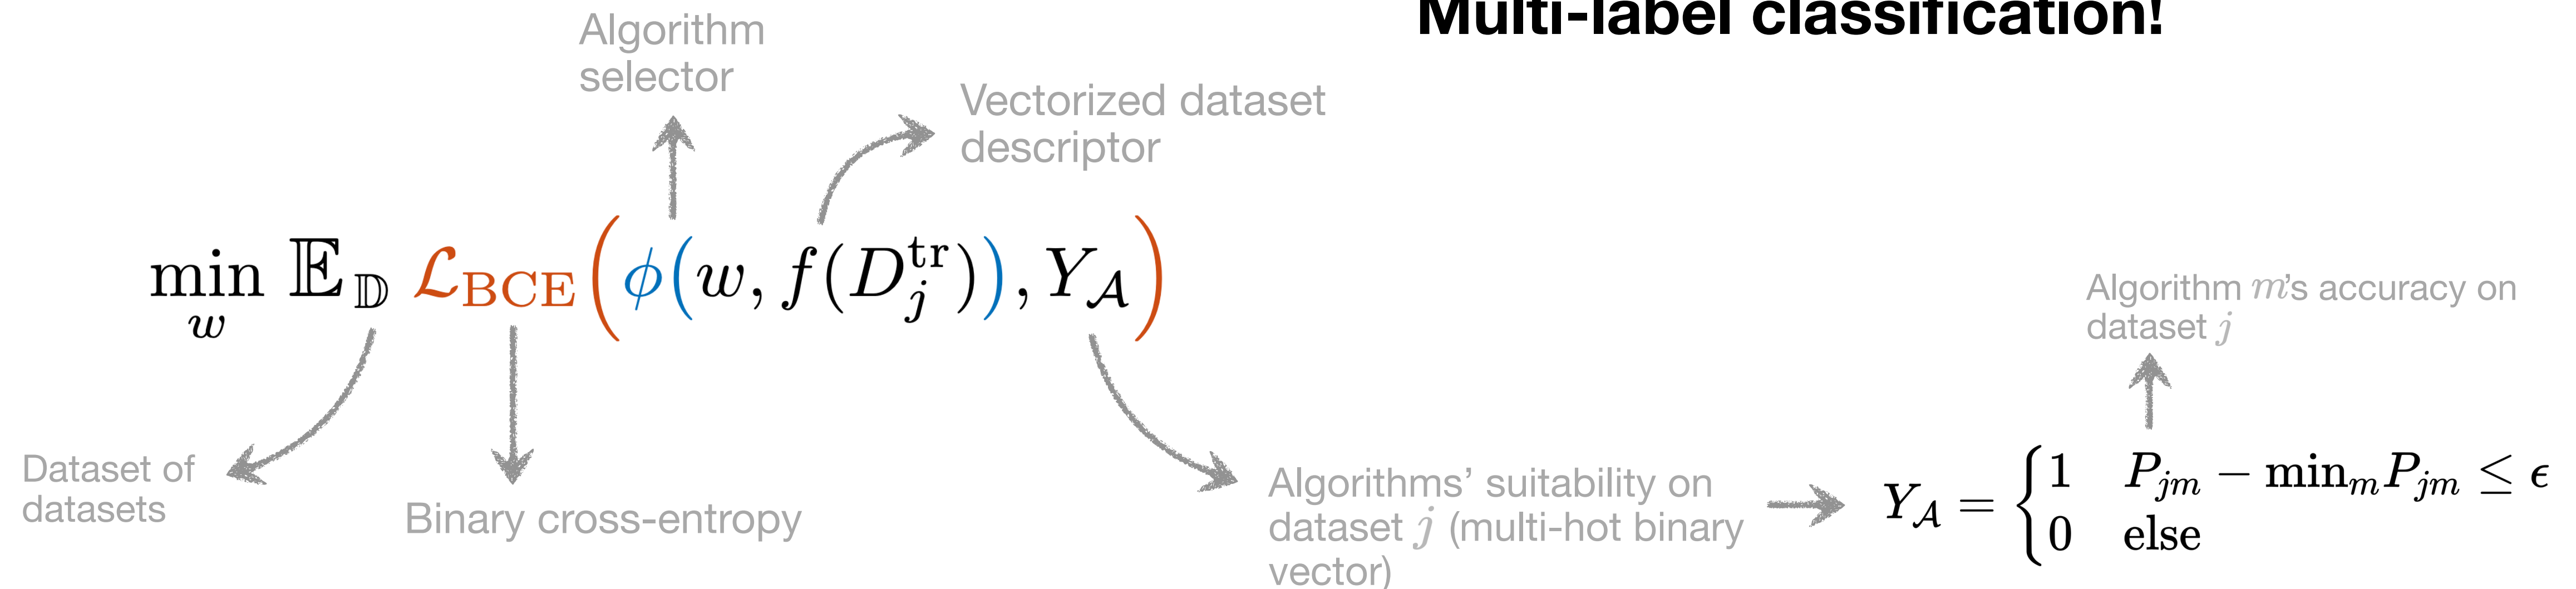 Multi-label classification!
Algorithm
selector
Vectorized dataset
descriptor
min_w 𝔼_𝔻 ℒ_BCE(ϕ(w, f(D_j^tr)), Y_𝒜)
Dataset of
datasets
Binary cross-entropy
Algorithms’ suitability on
dataset j (multi-hot binary
vector)
Algorithm m’s accuracy on
dataset j
Y_𝒜 = { 1 P_jm − min_m P_jm ≤ ϵ
0 else